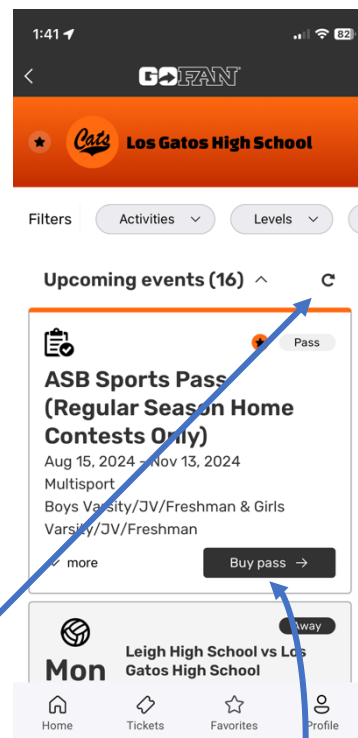 1:41
82
GOFAN
Cats
Los Gatos High School
Filters
Activities
Levels
Upcoming events (16)
Pass
ASB Sports Pass
(Regular Season Home
Contests Only)
Aug 15, 2024 - Nov 13, 2024
Multisport
Boys Varsity/JV/Freshman & Girls
Varsity/JV/Freshman
more
Buy pass →
Away
Mon
Leigh High School vs Los
Gatos High School
Home
Tickets
Favorites
Profile